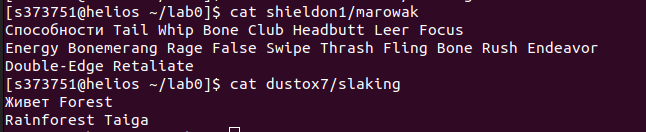 [s373751@helios ~/lab0]$ cat shieldon1/marowak
Способности Tail Whip Bone Club Headbutt Leer Focus
Energy Bonemerang Rage False Swipe Thrash Fling Bone Rush Endeavor
Double-Edge Retaliate
[s373751@helios ~/lab0]$ cat dustox7/slaking
Живет Forest
Rainforest Taiga